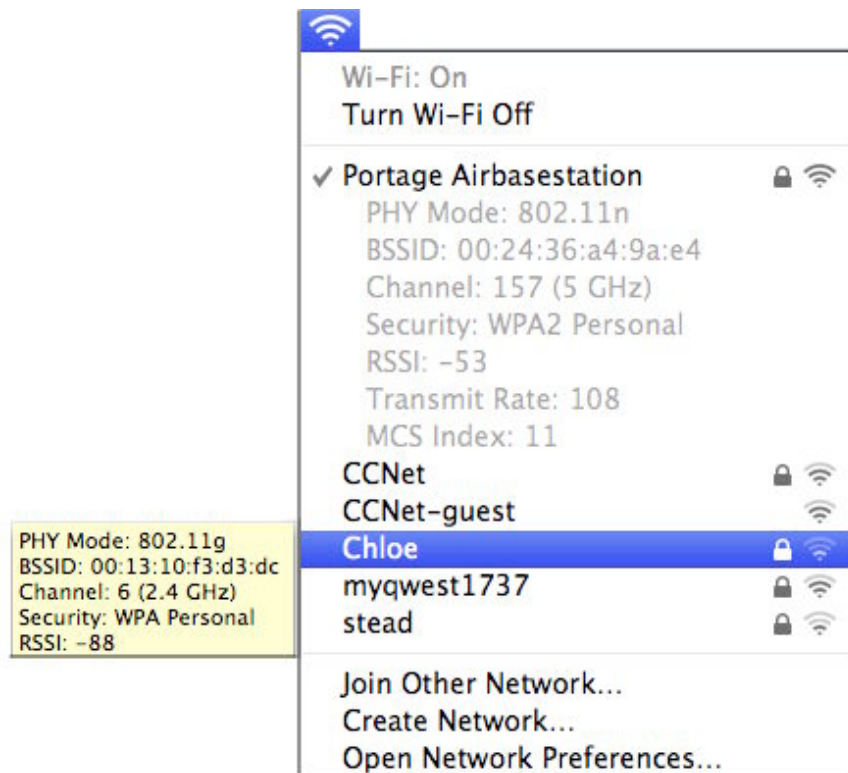 Wi-Fi: On
Turn Wi-Fi Off
Portage Airbasestation
PHY Mode: 802.11n
BSSID: 00:24:36:a4:9a:e4
Channel: 157 (5 GHz)
Security: WPA2 Personal
RSSI: -53
Transmit Rate: 108
MCS Index: 11
CCNet
CCNet-guest
Chloe
myqwest1737
stead
PHY Mode: 802.11g
BSSID: 00:13:10:f3:d3:dc
Channel: 6 (2.4 GHz)
Security: WPA Personal
RSSI: -88
Join Other Network...
Create Network...
Open Network Preferences...